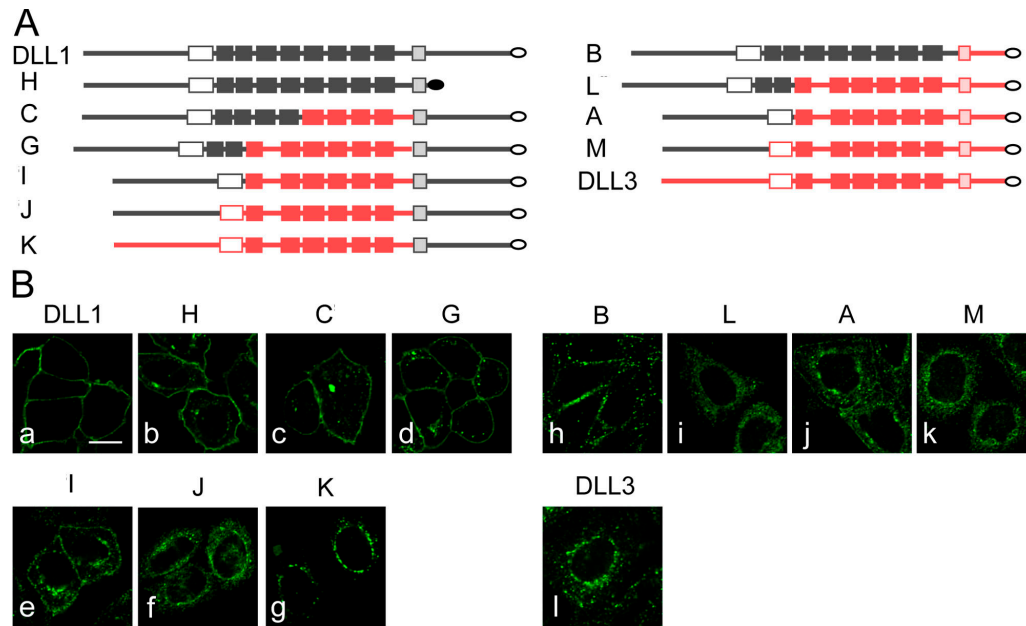 A
DLL1
H
C
G
I
J
K
B
L
A
M
DLL3
B
DLL1 H C G B L A M
a b c d h i j k
I J K DLL3
e f g l